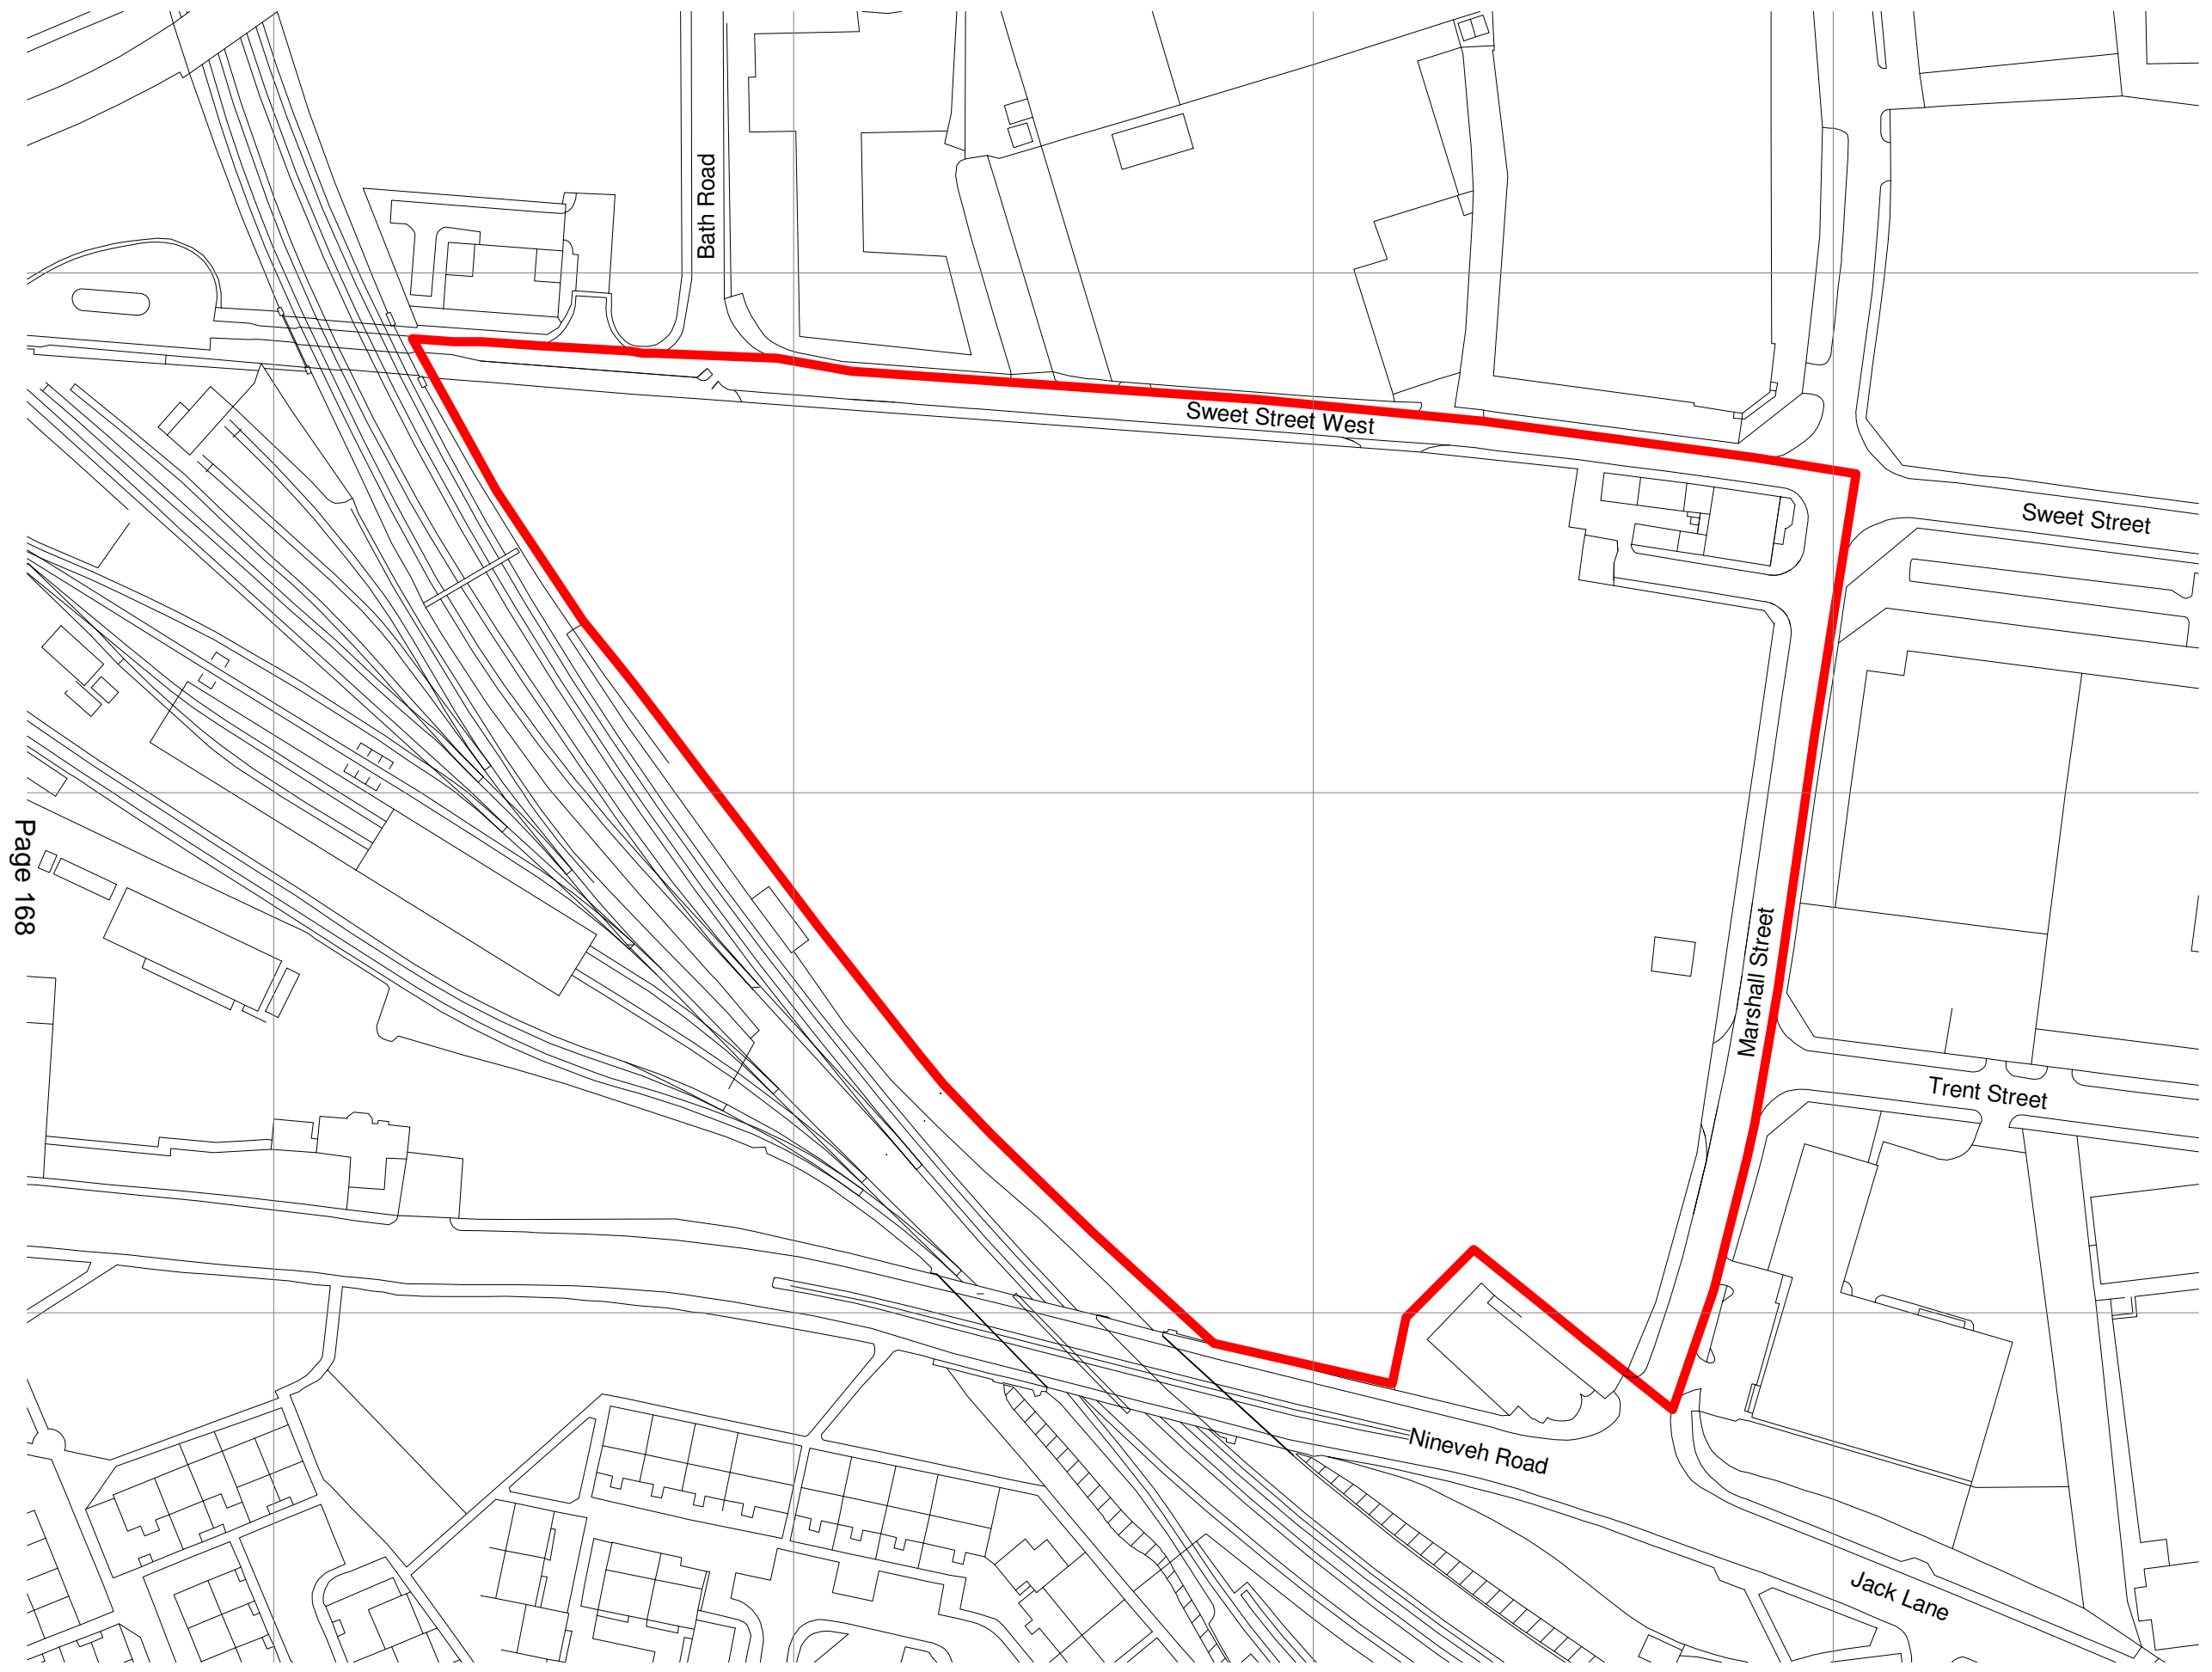 Bath Road
Sweet Street West
Sweet Street
Page 168
Marshall Street
Trent Street
Nineveh Road
Jack Lane